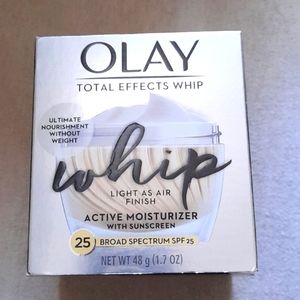 OLAY
TOTAL EFFECTS WHIP
ULTIMATE
NOURISHMENT
WITHOUT
WEIGHT
whip
LIGHT AS AIR
FINISH
ACTIVE MOISTURIZER
WITH SUNSCREEN
25 BROAD SPECTRUM SPF 25
NET WT 48 g (1.7 OZ)